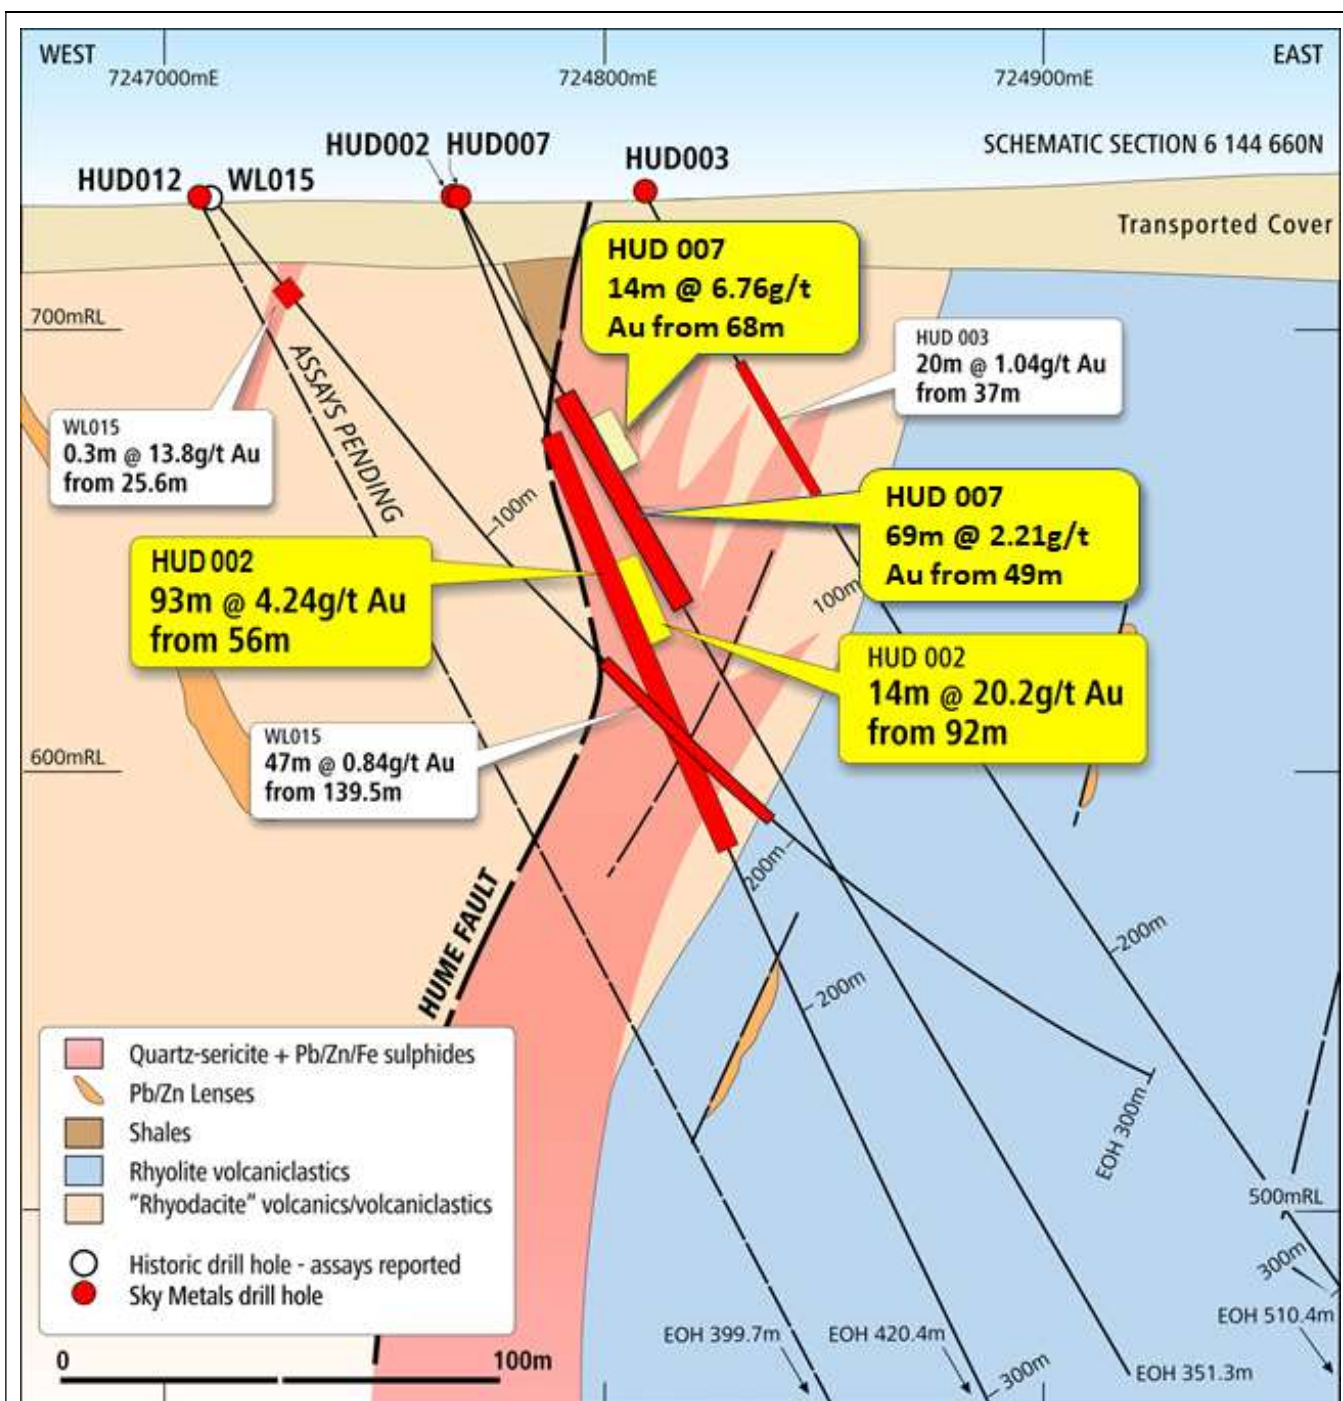 WEST
7247000mE
724800mE
724900mE
EAST
SCHEMATIC SECTION 6 144 660N
HUD012
WL015
HUD002
HUD007
HUD003
Transported Cover
HUD 007
14m @ 6.76g/t
Au from 68m
700mRL
HUD 003
20m @ 1.04g/t Au
from 37m
ASSAYS PENDING
WL015
0.3m @ 13.8g/t Au
from 25.6m
100m
HUD 007
69m @ 2.21g/t
Au from 49m
HUD 002
93m @ 4.24g/t Au
from 56m
100m
HUD 002
14m @ 20.2g/t Au
from 92m
WL015
47m @ 0.84g/t Au
from 139.5m
600mRL
200m
HUME FAULT
200m
200m
EOH 300m
500mRL
300m
Quartz-sericite + Pb/Zn/Fe sulphides
Pb/Zn Lenses
Shales
Rhyolite volcaniclastics
"Rhyodacite" volcanics/volcaniclastics
Historic drill hole - assays reported
Sky Metals drill hole
0
100m
EOH 399.7m
EOH 420.4m
EOH 510.4m
300m
EOH 351.3m